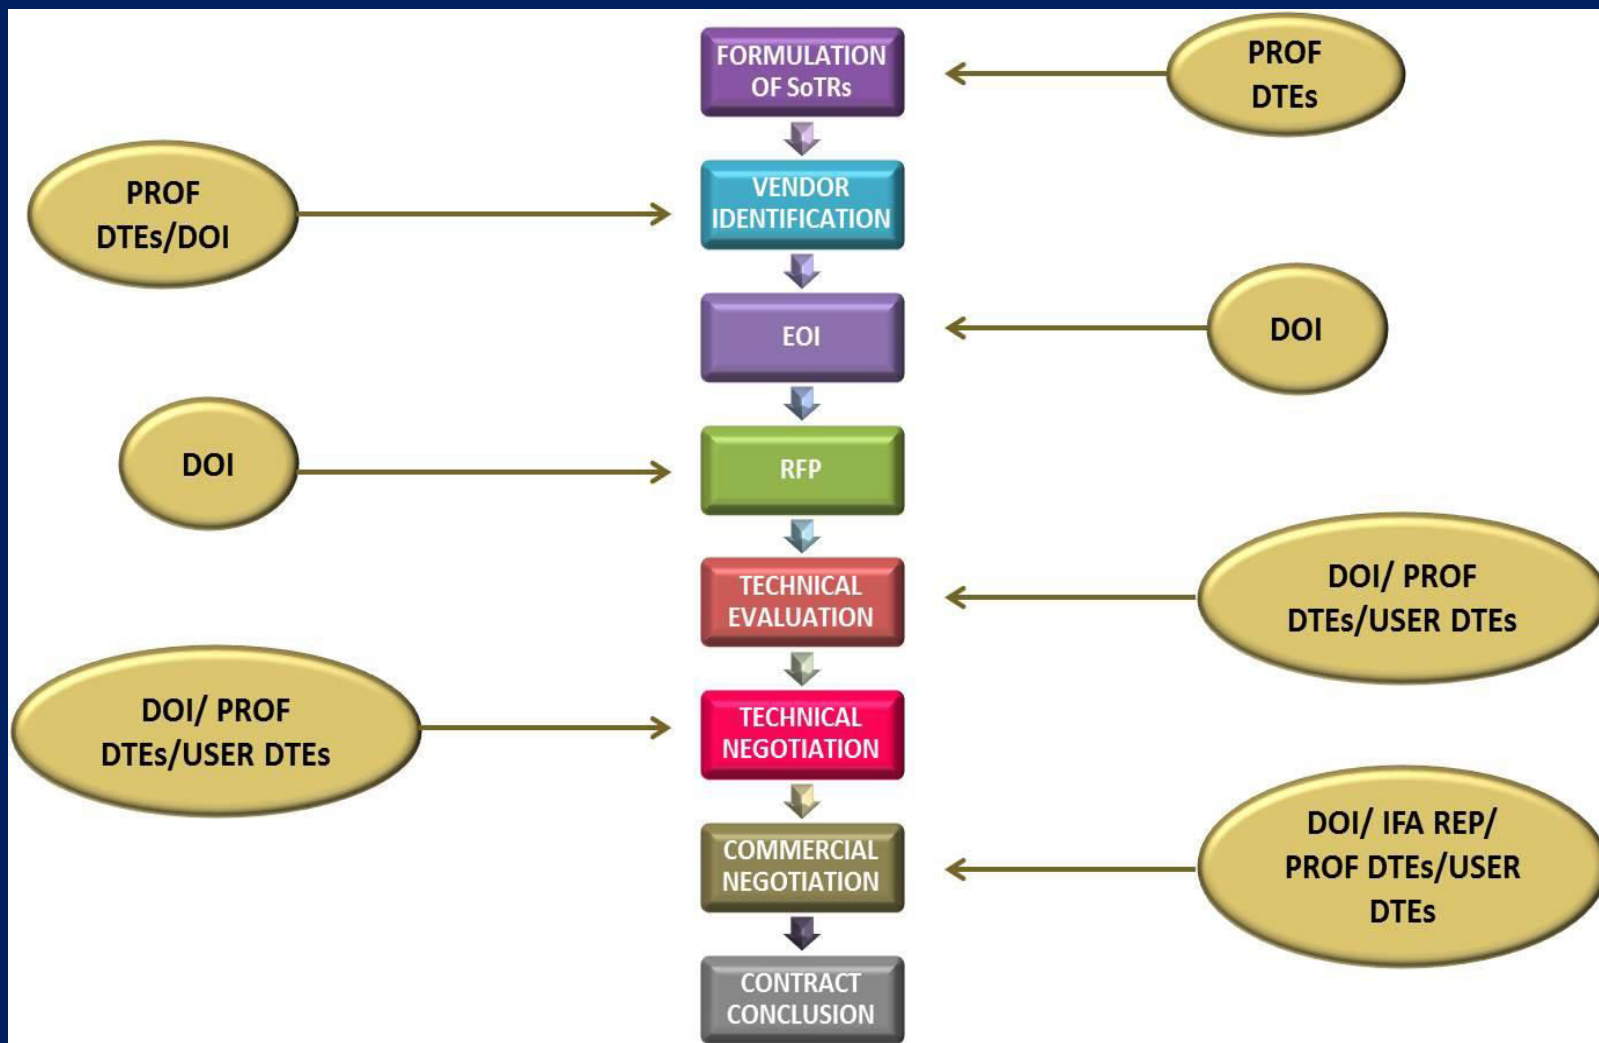 FORMULATION
OF SoTRs
PROF
DTEs
PROF
DTEs/DOI
VENDOR
IDENTIFICATION
EOI
DOI
DOI
RFP
TECHNICAL
EVALUATION
DOI/ PROF
DTEs/USER DTEs
DOI/ PROF
DTEs/USER DTEs
TECHNICAL
NEGOTIATION
COMMERCIAL
NEGOTIATION
DOI/ IFA REP/
PROF DTEs/USER
DTEs
CONTRACT
CONCLUSION